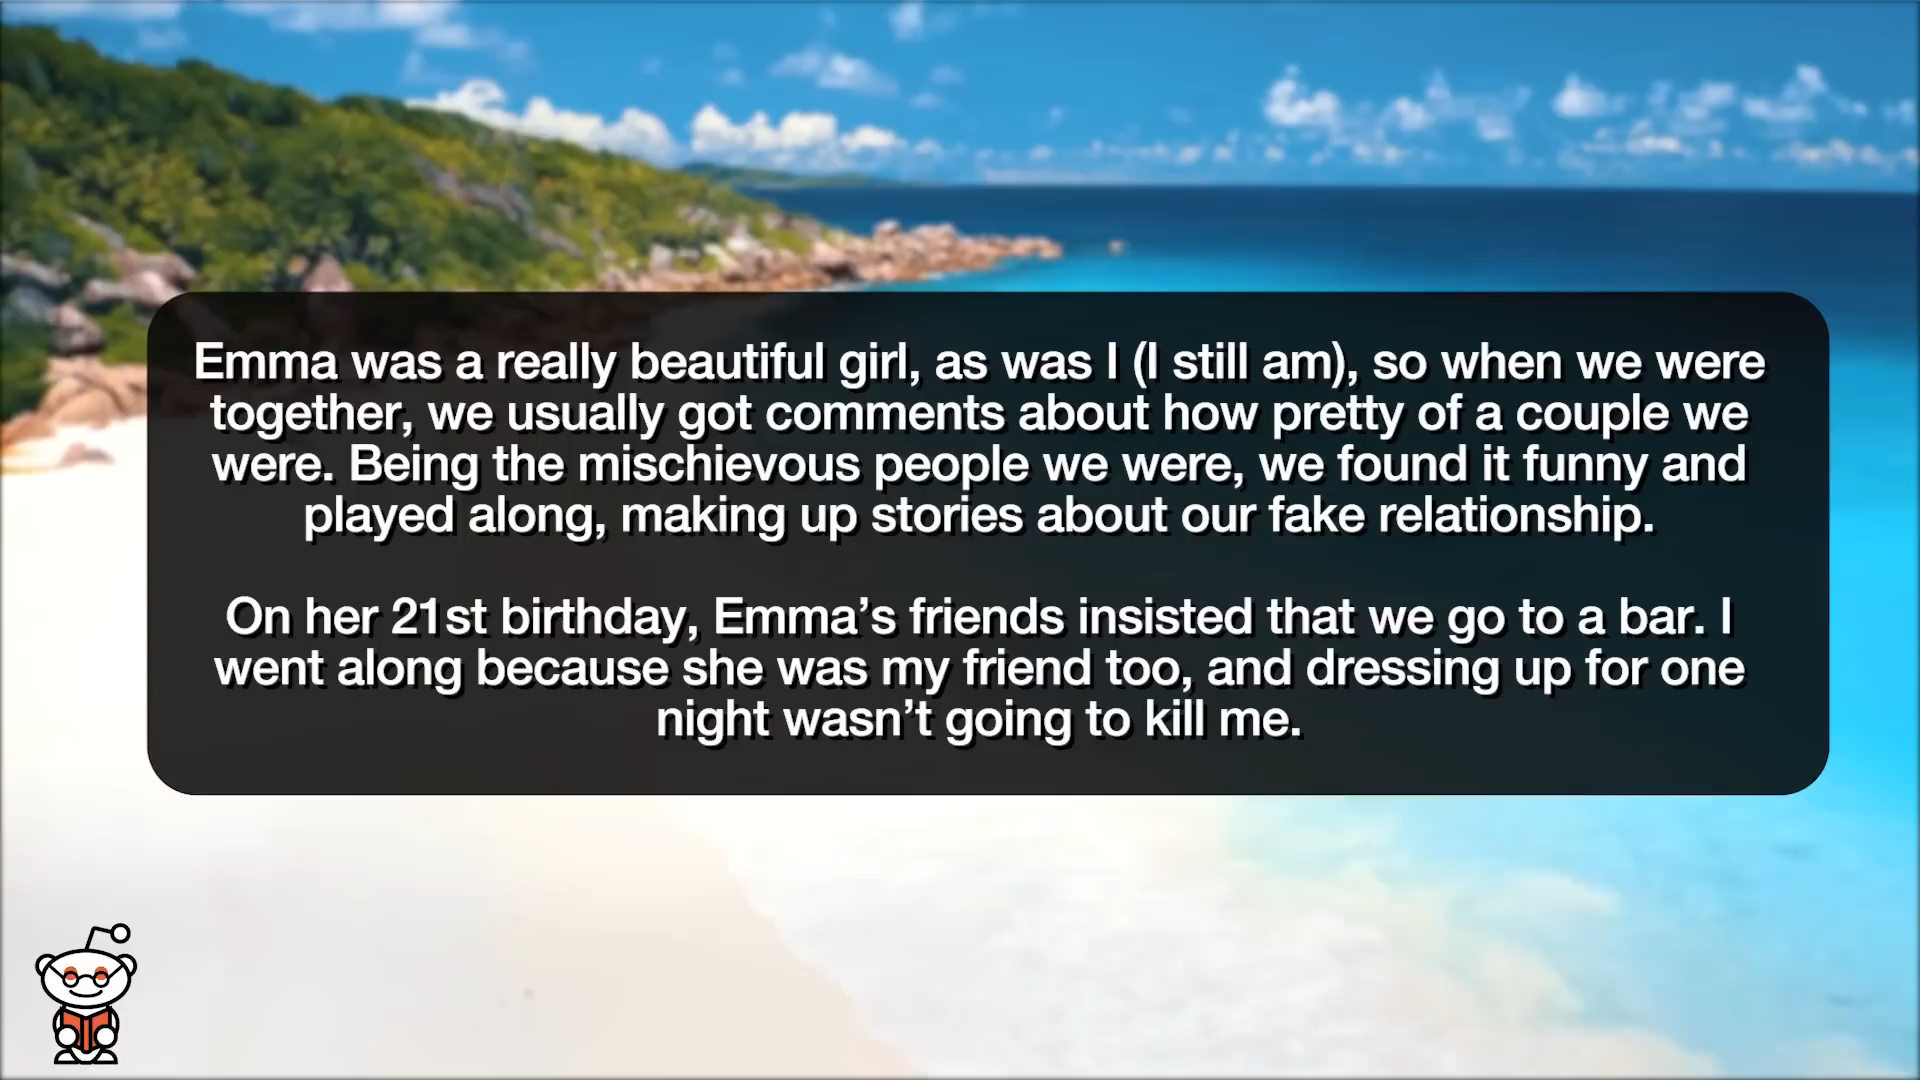 Emma was a really beautiful girl, as was I (I still am), so when we were
together, we usually got comments about how pretty of a couple we
were. Being the mischievous people we were, we found it funny and
played along, making up stories about our fake relationship.
On her 21st birthday, Emma’s friends insisted that we go to a bar. I
went along because she was my friend too, and dressing up for one
night wasn’t going to kill me.